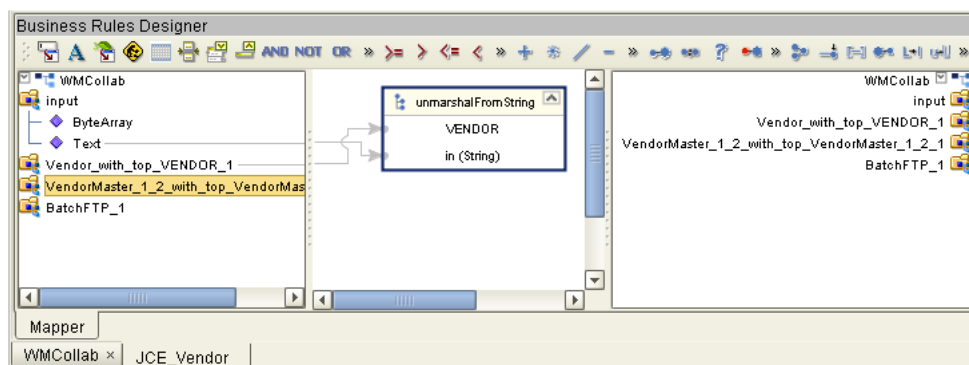 Business Rules Designer
A AND NOT OR » >= > <= < » + / - » ? » »
WMCollab
input
ByteArray
Text
Vendor_with_top_VENDOR_1
VendorMaster_1_2_with_top_VendorMas
BatchFTP_1
unmarshalFromString
VENDOR
in (String)
WMCollab
input
Vendor_with_top_VENDOR_1
VendorMaster_1_2_with_top_VendorMaster_1_2_1
BatchFTP_1
Mapper
WMCollab ×
JCE_Vendor